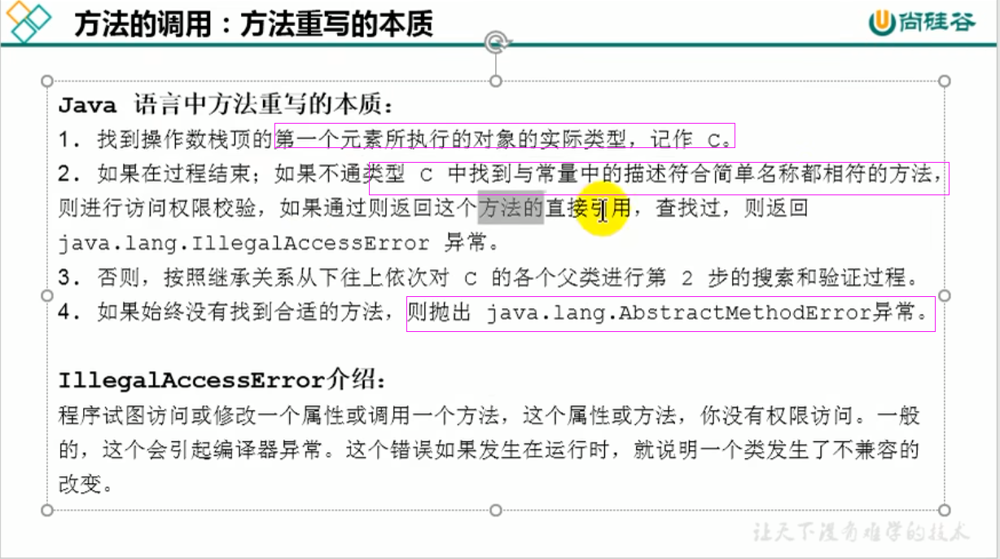 方法的调用：方法重写的本质
尚硅谷
Java 语言中方法重写的本质：
1. 找到操作数栈顶的第一个元素所执行的对象的实际类型，记作 C。
2. 如果在过程结束；如果不通类型 C 中找到与常量中的描述符合简单名称都相符的方法，
则进行访问权限校验，如果通过则返回这个方法的直接引用，查找过，则返回
java.lang.IllegalAccessError 异常。
3. 否则，按照继承关系从下往上依次对 C 的各个父类进行第 2 步的搜索和验证过程。
4. 如果始终没有找到合适的方法，则抛出 java.lang.AbstractMethodError异常。
IllegalAccessError介绍：
程序试图访问或修改一个属性或调用一个方法，这个属性或方法，你没有权限访问。一般
的，这个会引起编译器异常。这个错误如果发生在运行时，就说明一个类发生了不兼容的
改变。
让天下没有难学的技术